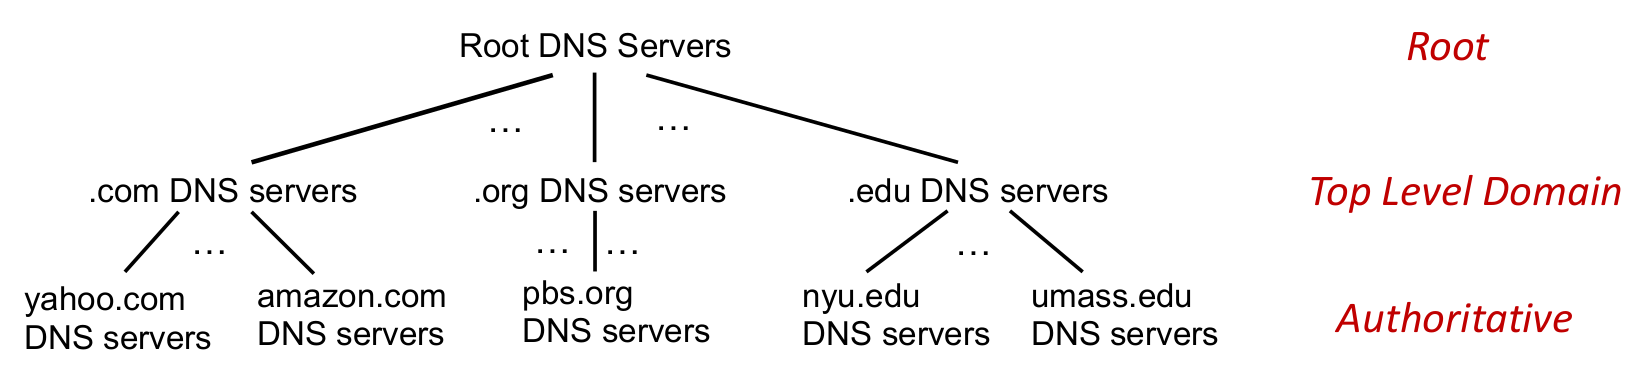 Root DNS Servers
Root
… …
.com DNS servers
.org DNS servers
.edu DNS servers
Top Level Domain
… … … …
yahoo.com
DNS servers
amazon.com
DNS servers
pbs.org
DNS servers
nyu.edu
DNS servers
umass.edu
DNS servers
Authoritative